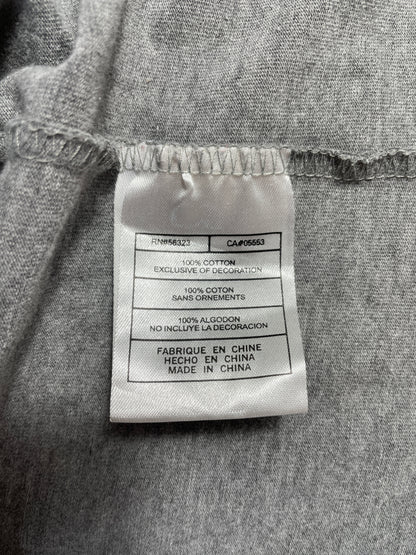 RN#56323 CA#05553
100% COTTON
EXCLUSIVE OF DECORATION
100% COTON
SANS ORNEMENTS
100% ALGODON
NO INCLUYE LA DECORACION
FABRIQUE EN CHINE
HECHO EN CHINA
MADE IN CHINA